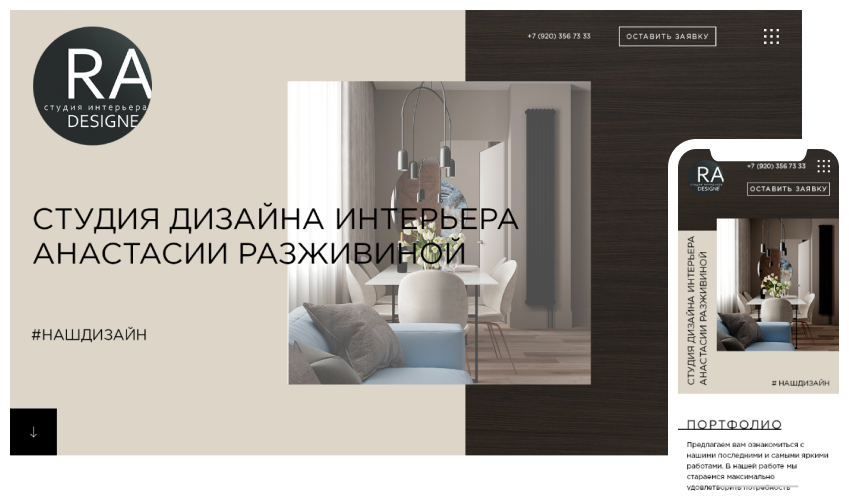 RA
студия интерьера
DESIGNE
+7 (920) 356 73 33
ОСТАВИТЬ ЗАЯВКУ
СТУДИЯ ДИЗАЙНА ИНТЕРЬЕРА
АНАСТАСИИ РАЗЖИВИНОЙ
#НАШДИЗАЙН
RA
DESIGNE
+7 (920) 356 73 33
ОСТАВИТЬ ЗАЯВКУ
СТУДИЯ ДИЗАЙНА ИНТЕРЬЕРА
АНАСТАСИИ РАЗЖИВИНОЙ
# НАШДИЗАЙН
ПОРТФОЛИО
Предлагаем вам ознакомиться с
нашими последними и самыми яркими
работами. В нашей работе мы
стараемся максимально
удовлетворить потребность